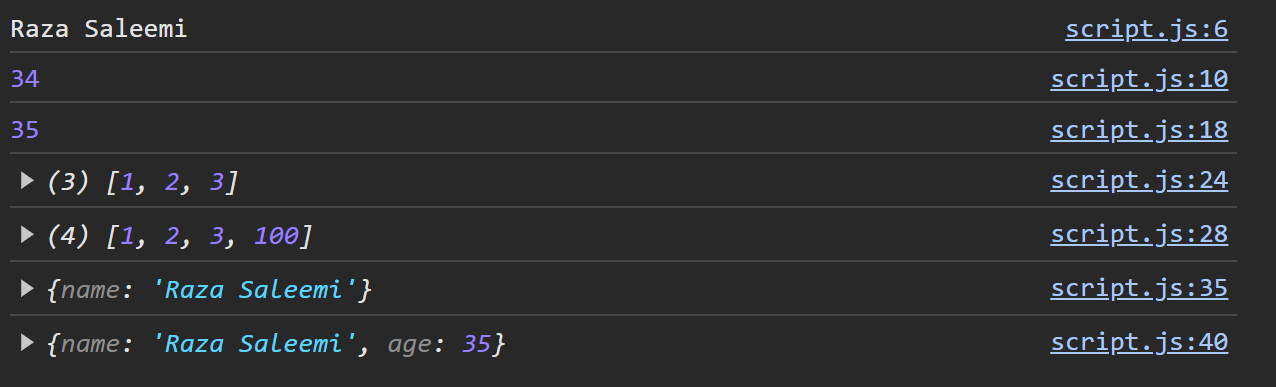 Raza Saleemi script.js:6
34 script.js:10
35 script.js:18
(3) [1, 2, 3] script.js:24
(4) [1, 2, 3, 100] script.js:28
{name: 'Raza Saleemi'} script.js:35
{name: 'Raza Saleemi', age: 35} script.js:40